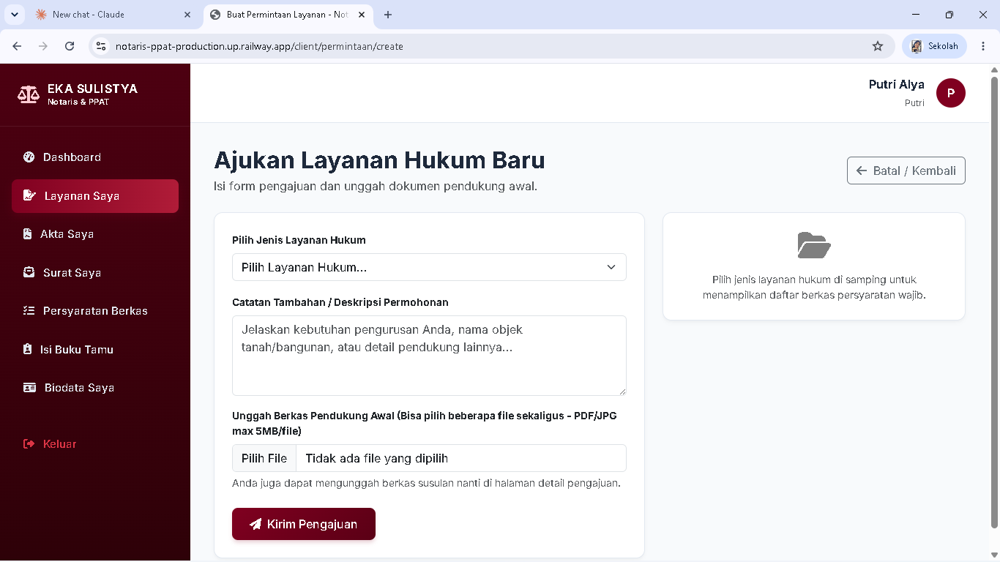 New chat - Claude
Buat Permintaan Layanan - Not
notaris-ppat-production.up.railway.app/client/permintaan/create
Sekolah
EKA SULISTYA
Notaris & PPAT
Dashboard
Layanan Saya
Akta Saya
Surat Saya
Persyaratan Berkas
Isi Buku Tamu
Biodata Saya
Keluar
Putri Alya
Putri
P
Ajukan Layanan Hukum Baru
Isi form pengajuan dan unggah dokumen pendukung awal.
Batal / Kembali
Pilih Jenis Layanan Hukum
Pilih Layanan Hukum...
Catatan Tambahan / Deskripsi Permohonan
Jelaskan kebutuhan pengurusan Anda, nama objek
tanah/bangunan, atau detail pendukung lainnya...
Unggah Berkas Pendukung Awal (Bisa pilih beberapa file sekaligus - PDF/JPG
max 5MB/file)
Pilih File
Tidak ada file yang dipilih
Anda juga dapat mengunggah berkas susulan nanti di halaman detail pengajuan.
Kirim Pengajuan
Pilih jenis layanan hukum di samping untuk
menampilkan daftar berkas persyaratan wajib.